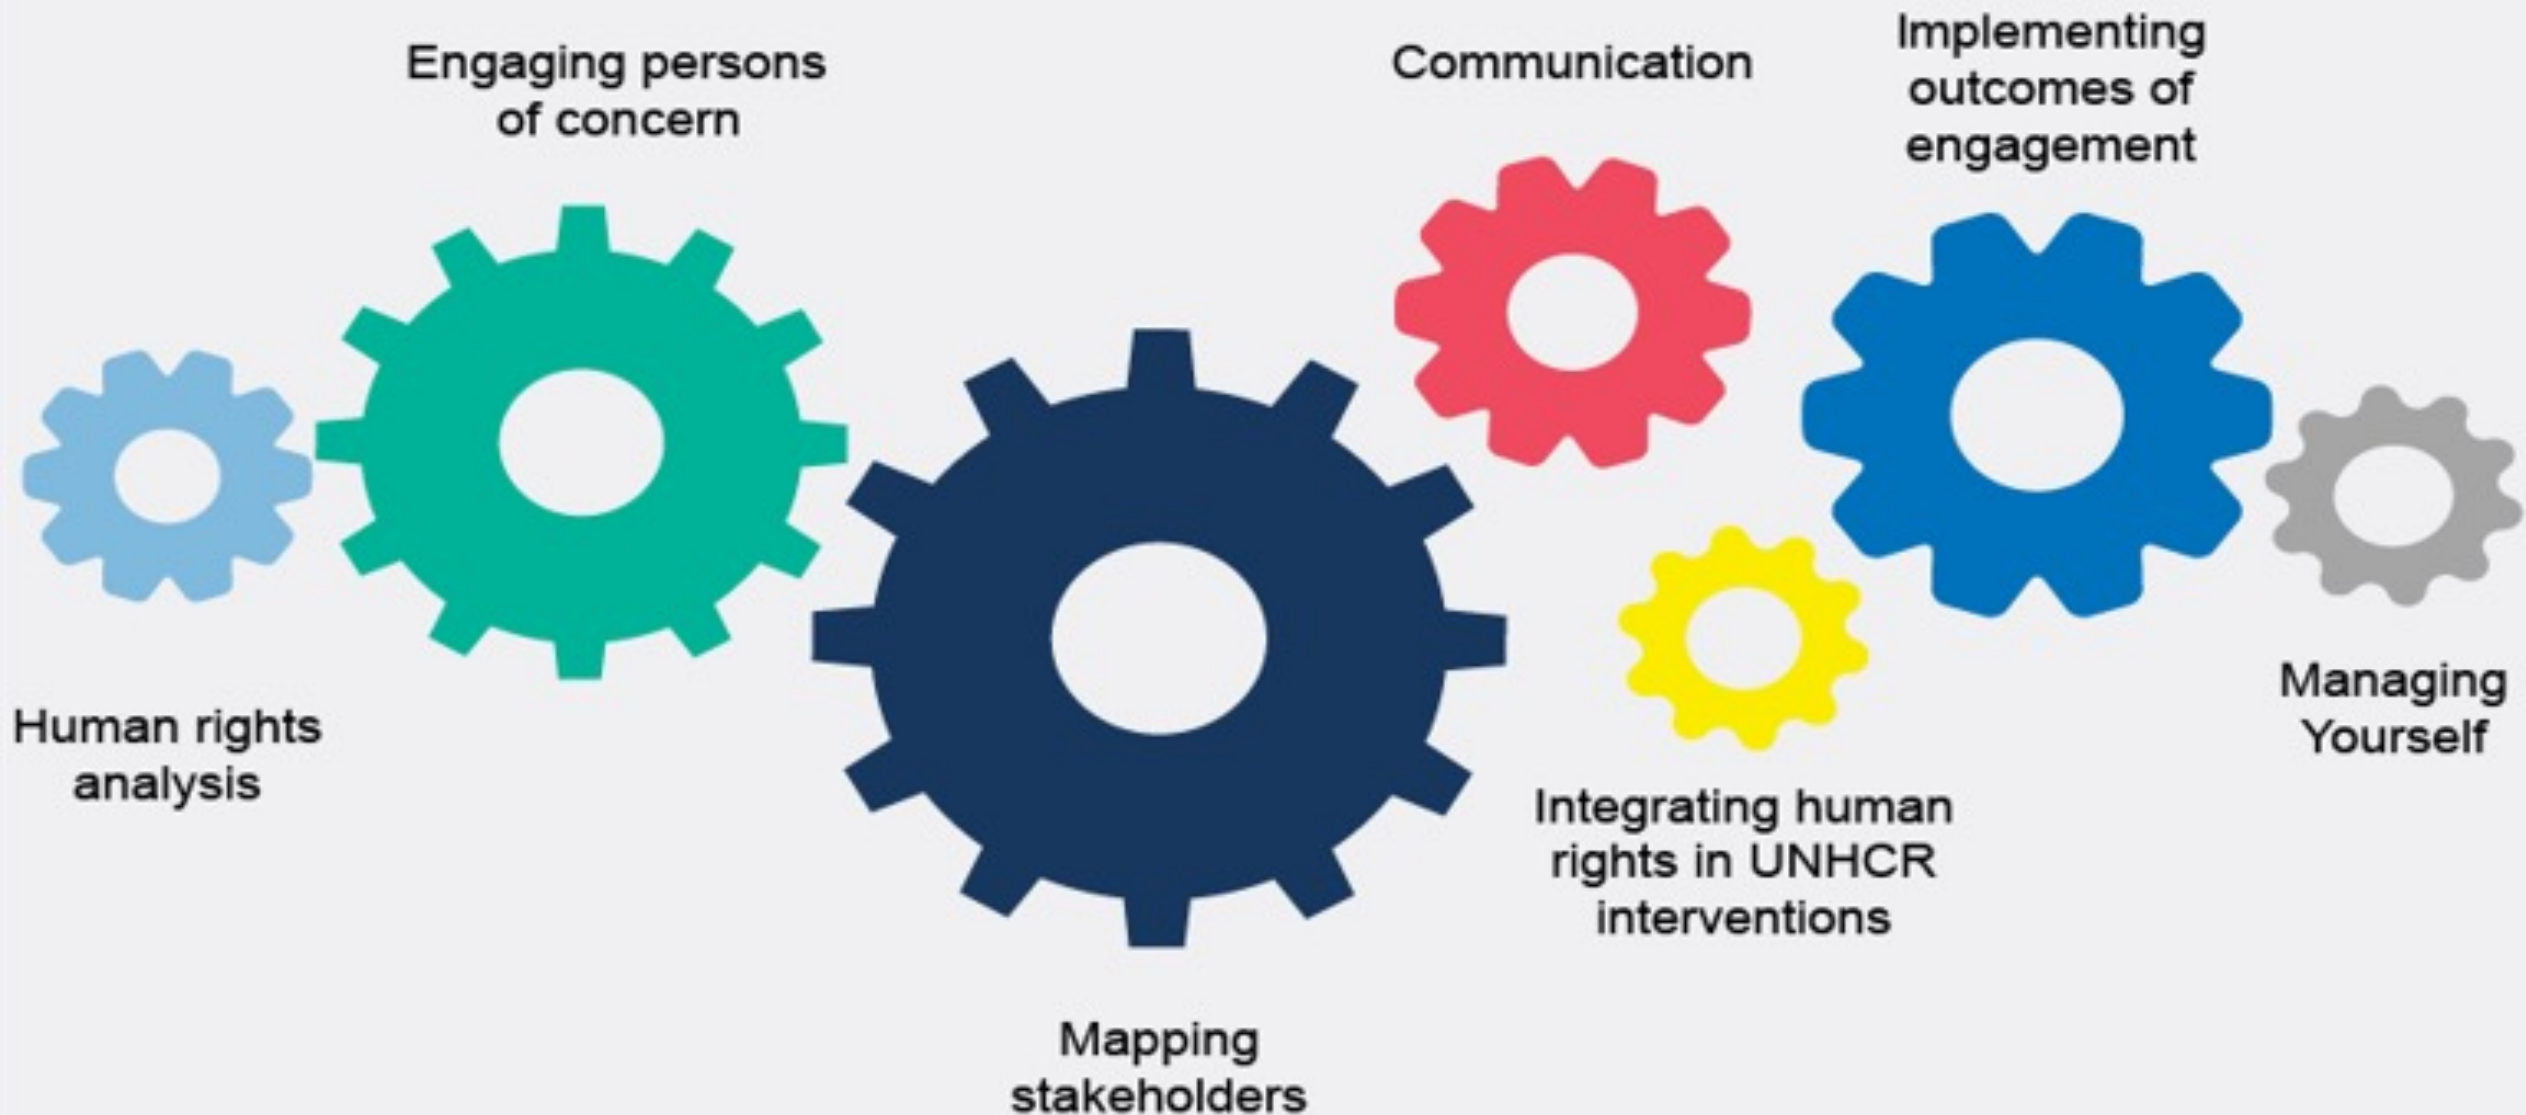 Engaging persons
of concern
Communication
Implementing
outcomes of
engagement
Human rights
analysis
Managing
Yourself
Integrating human
rights in UNHCR
interventions
Mapping
stakeholders